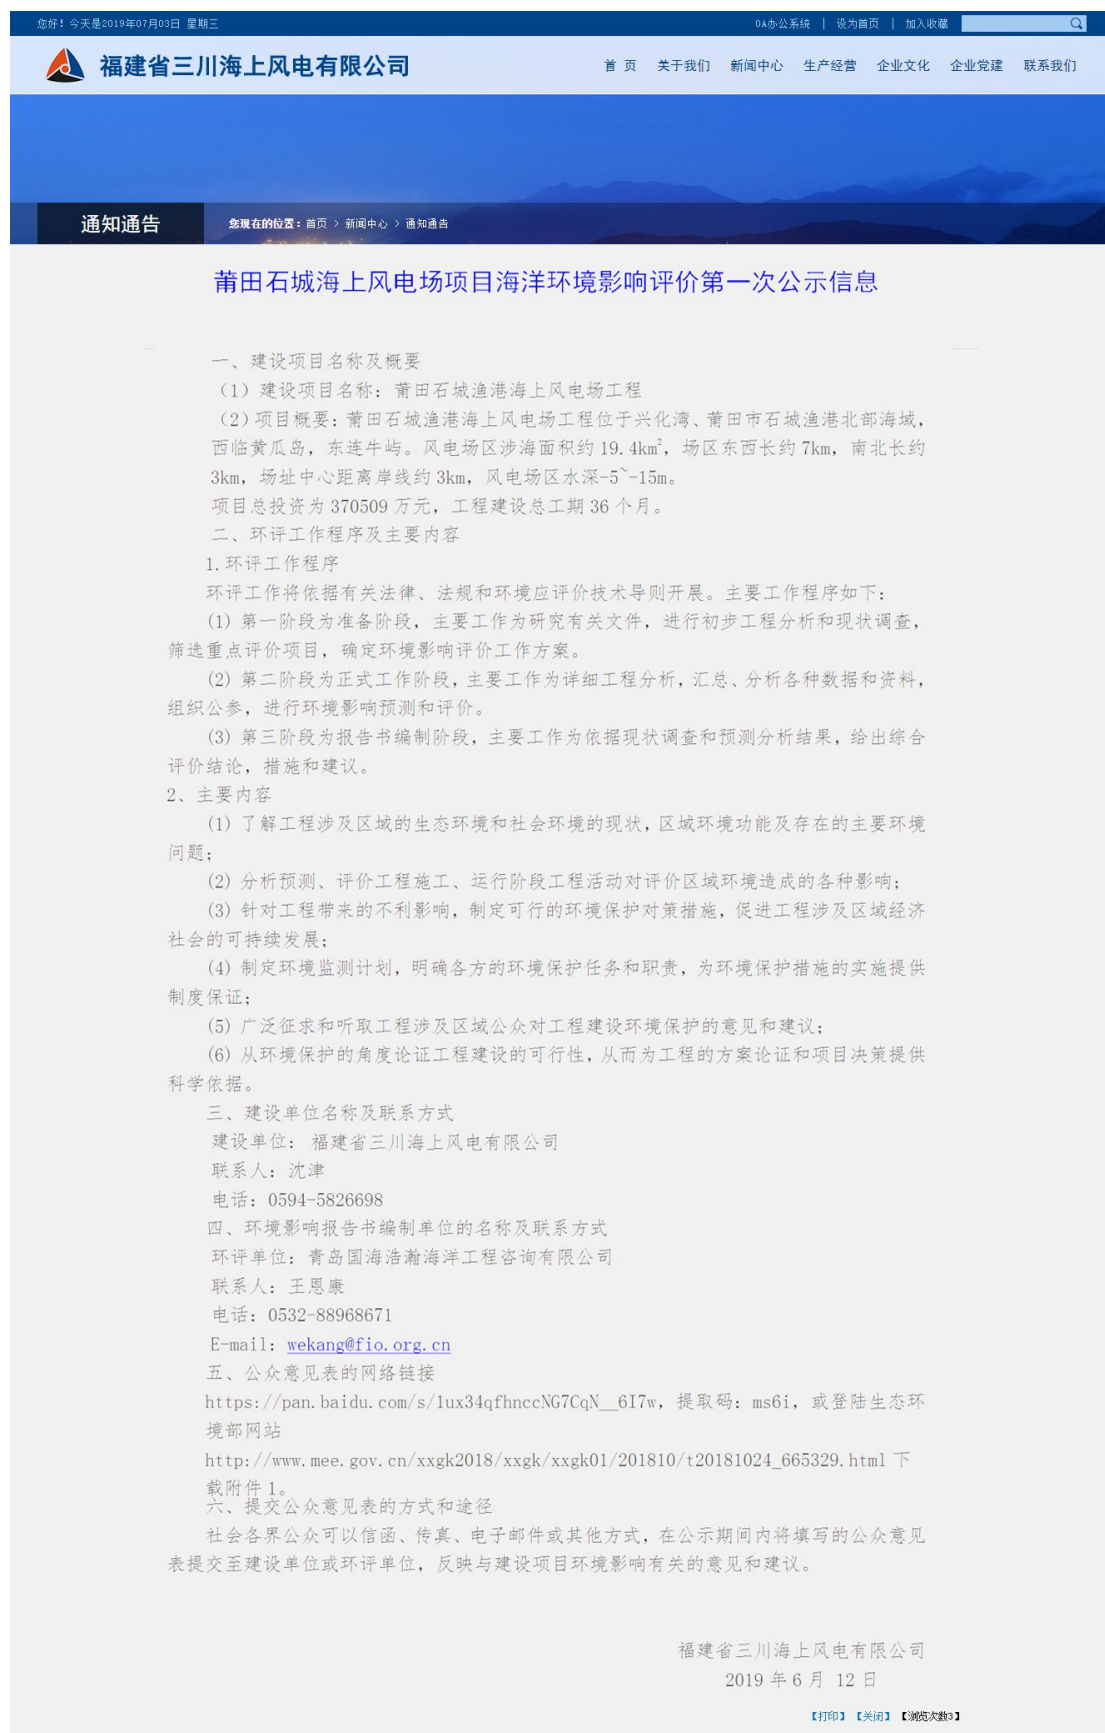 您好！今天是2019年07月03日 星期三
OA办公系统 | 设为首页 | 加入收藏
福建省三川海上风电有限公司
首 页 关于我们 新闻中心 生产经营 企业文化 企业党建 联系我们
通知通告
您现在的位置：首页 > 新闻中心 > 通知通告
莆田石城海上风电场项目海洋环境影响评价第一次公示信息
一、建设项目名称及概要
（1）建设项目名称：莆田石城渔港海上风电场工程
（2）项目概要：莆田石城渔港海上风电场工程位于兴化湾、莆田市石城渔港北部海域，
西临黄瓜岛，东连牛屿。风电场区涉海面积约 19.4km²，场区东西长约 7km，南北长约
3km，场址中心距离岸线约 3km，风电场区水深-5~-15m。
项目总投资为 370509 万元，工程建设总工期 36 个月。
二、环评工作程序及主要内容
1.环评工作程序
环评工作将依据有关法律、法规和环境应评价技术导则开展。主要工作程序如下：
(1) 第一阶段为准备阶段，主要工作为研究有关文件，进行初步工程分析和现状调查，
筛选重点评价项目，确定环境影响评价工作方案。
(2) 第二阶段为正式工作阶段，主要工作为详细工程分析，汇总、分析各种数据和资料，
组织公参，进行环境影响预测和评价。
(3) 第三阶段为报告书编制阶段，主要工作为依据现状调查和预测分析结果，给出综合
评价结论，措施和建议。
2、主要内容
(1) 了解工程涉及区域的生态环境和社会环境的现状，区域环境功能及存在的主要环境
问题；
(2) 分析预测、评价工程施工、运行阶段工程活动对评价区域环境造成的各种影响；
(3) 针对工程带来的不利影响，制定可行的环境保护对策措施，促进工程涉及区域经济
社会的可持续发展；
(4) 制定环境监测计划，明确各方的环境保护任务和职责，为环境保护措施的实施提供
制度保证；
(5) 广泛征求和听取工程涉及区域公众对工程建设环境保护的意见和建议；
(6) 从环境保护的角度论证工程建设的可行性，从而为工程的方案论证和项目决策提供
科学依据。
三、建设单位名称及联系方式
建设单位： 福建省三川海上风电有限公司
联系人：沈津
电话：0594-5826698
四、环境影响报告书编制单位的名称及联系方式
环评单位：青岛国海浩瀚海洋工程咨询有限公司
联系人：王恩康
电话：0532-88968671
E-mail：wekang@fio.org.cn
五、公众意见表的网络链接
https://pan.baidu.com/s/1ux34qfhnccNG7CqN__6I7w，提取码：ms6i，或登陆生态环
境部网站
http://www.mee.gov.cn/xxgk2018/xxgk/xxgk01/201810/t20181024_665329.html 下
载附件 1。
六、提交公众意见表的方式和途径
社会各界公众可以信函、传真、电子邮件或其他方式，在公示期间内将填写的公众意见
表提交至建设单位或环评单位，反映与建设项目环境影响有关的意见和建议。
福建省三川海上风电有限公司
2019 年 6 月 12 日
【打印】【关闭】【浏览次数3】